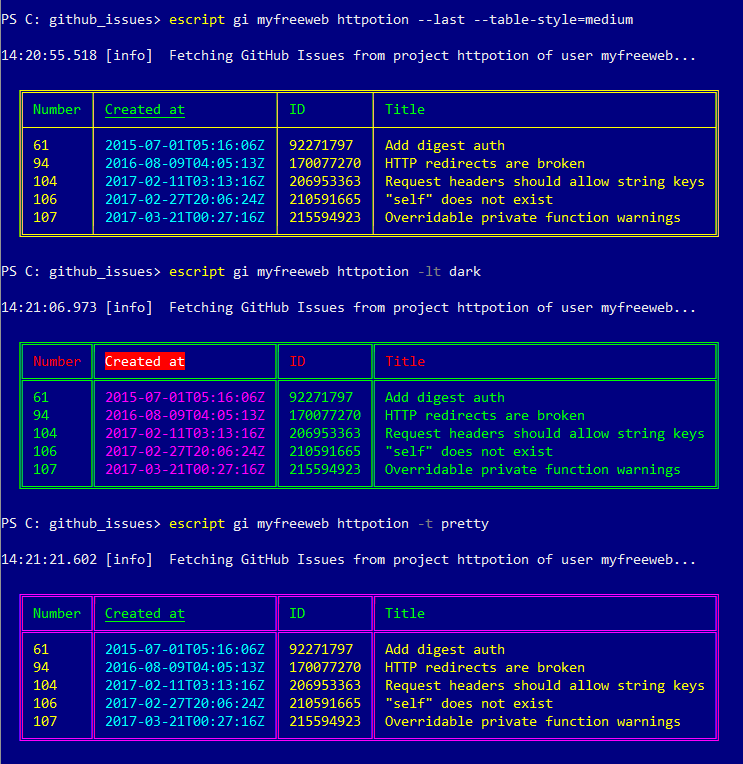 PS C: github_issues> escript gi myfreeweb httpotion --last --table-style=medium
14:20:55.518 [info]  Fetching GitHub Issues from project httpotion of user myfreeweb...
Number Created at ID Title
61 2015-07-01T05:16:06Z 92271797 Add digest auth
94 2016-08-09T04:05:13Z 170077270 HTTP redirects are broken
104 2017-02-11T03:13:16Z 206953363 Request headers should allow string keys
106 2017-02-27T20:06:24Z 210591665 "self" does not exist
107 2017-03-21T00:27:16Z 215594923 Overridable private function warnings
PS C: github_issues> escript gi myfreeweb httpotion -lt dark
14:21:06.973 [info]  Fetching GitHub Issues from project httpotion of user myfreeweb...
Number Created at ID Title
61 2015-07-01T05:16:06Z 92271797 Add digest auth
94 2016-08-09T04:05:13Z 170077270 HTTP redirects are broken
104 2017-02-11T03:13:16Z 206953363 Request headers should allow string keys
106 2017-02-27T20:06:24Z 210591665 "self" does not exist
107 2017-03-21T00:27:16Z 215594923 Overridable private function warnings
PS C: github_issues> escript gi myfreeweb httpotion -t pretty
14:21:21.602 [info]  Fetching GitHub Issues from project httpotion of user myfreeweb...
Number Created at ID Title
61 2015-07-01T05:16:06Z 92271797 Add digest auth
94 2016-08-09T04:05:13Z 170077270 HTTP redirects are broken
104 2017-02-11T03:13:16Z 206953363 Request headers should allow string keys
106 2017-02-27T20:06:24Z 210591665 "self" does not exist
107 2017-03-21T00:27:16Z 215594923 Overridable private function warnings